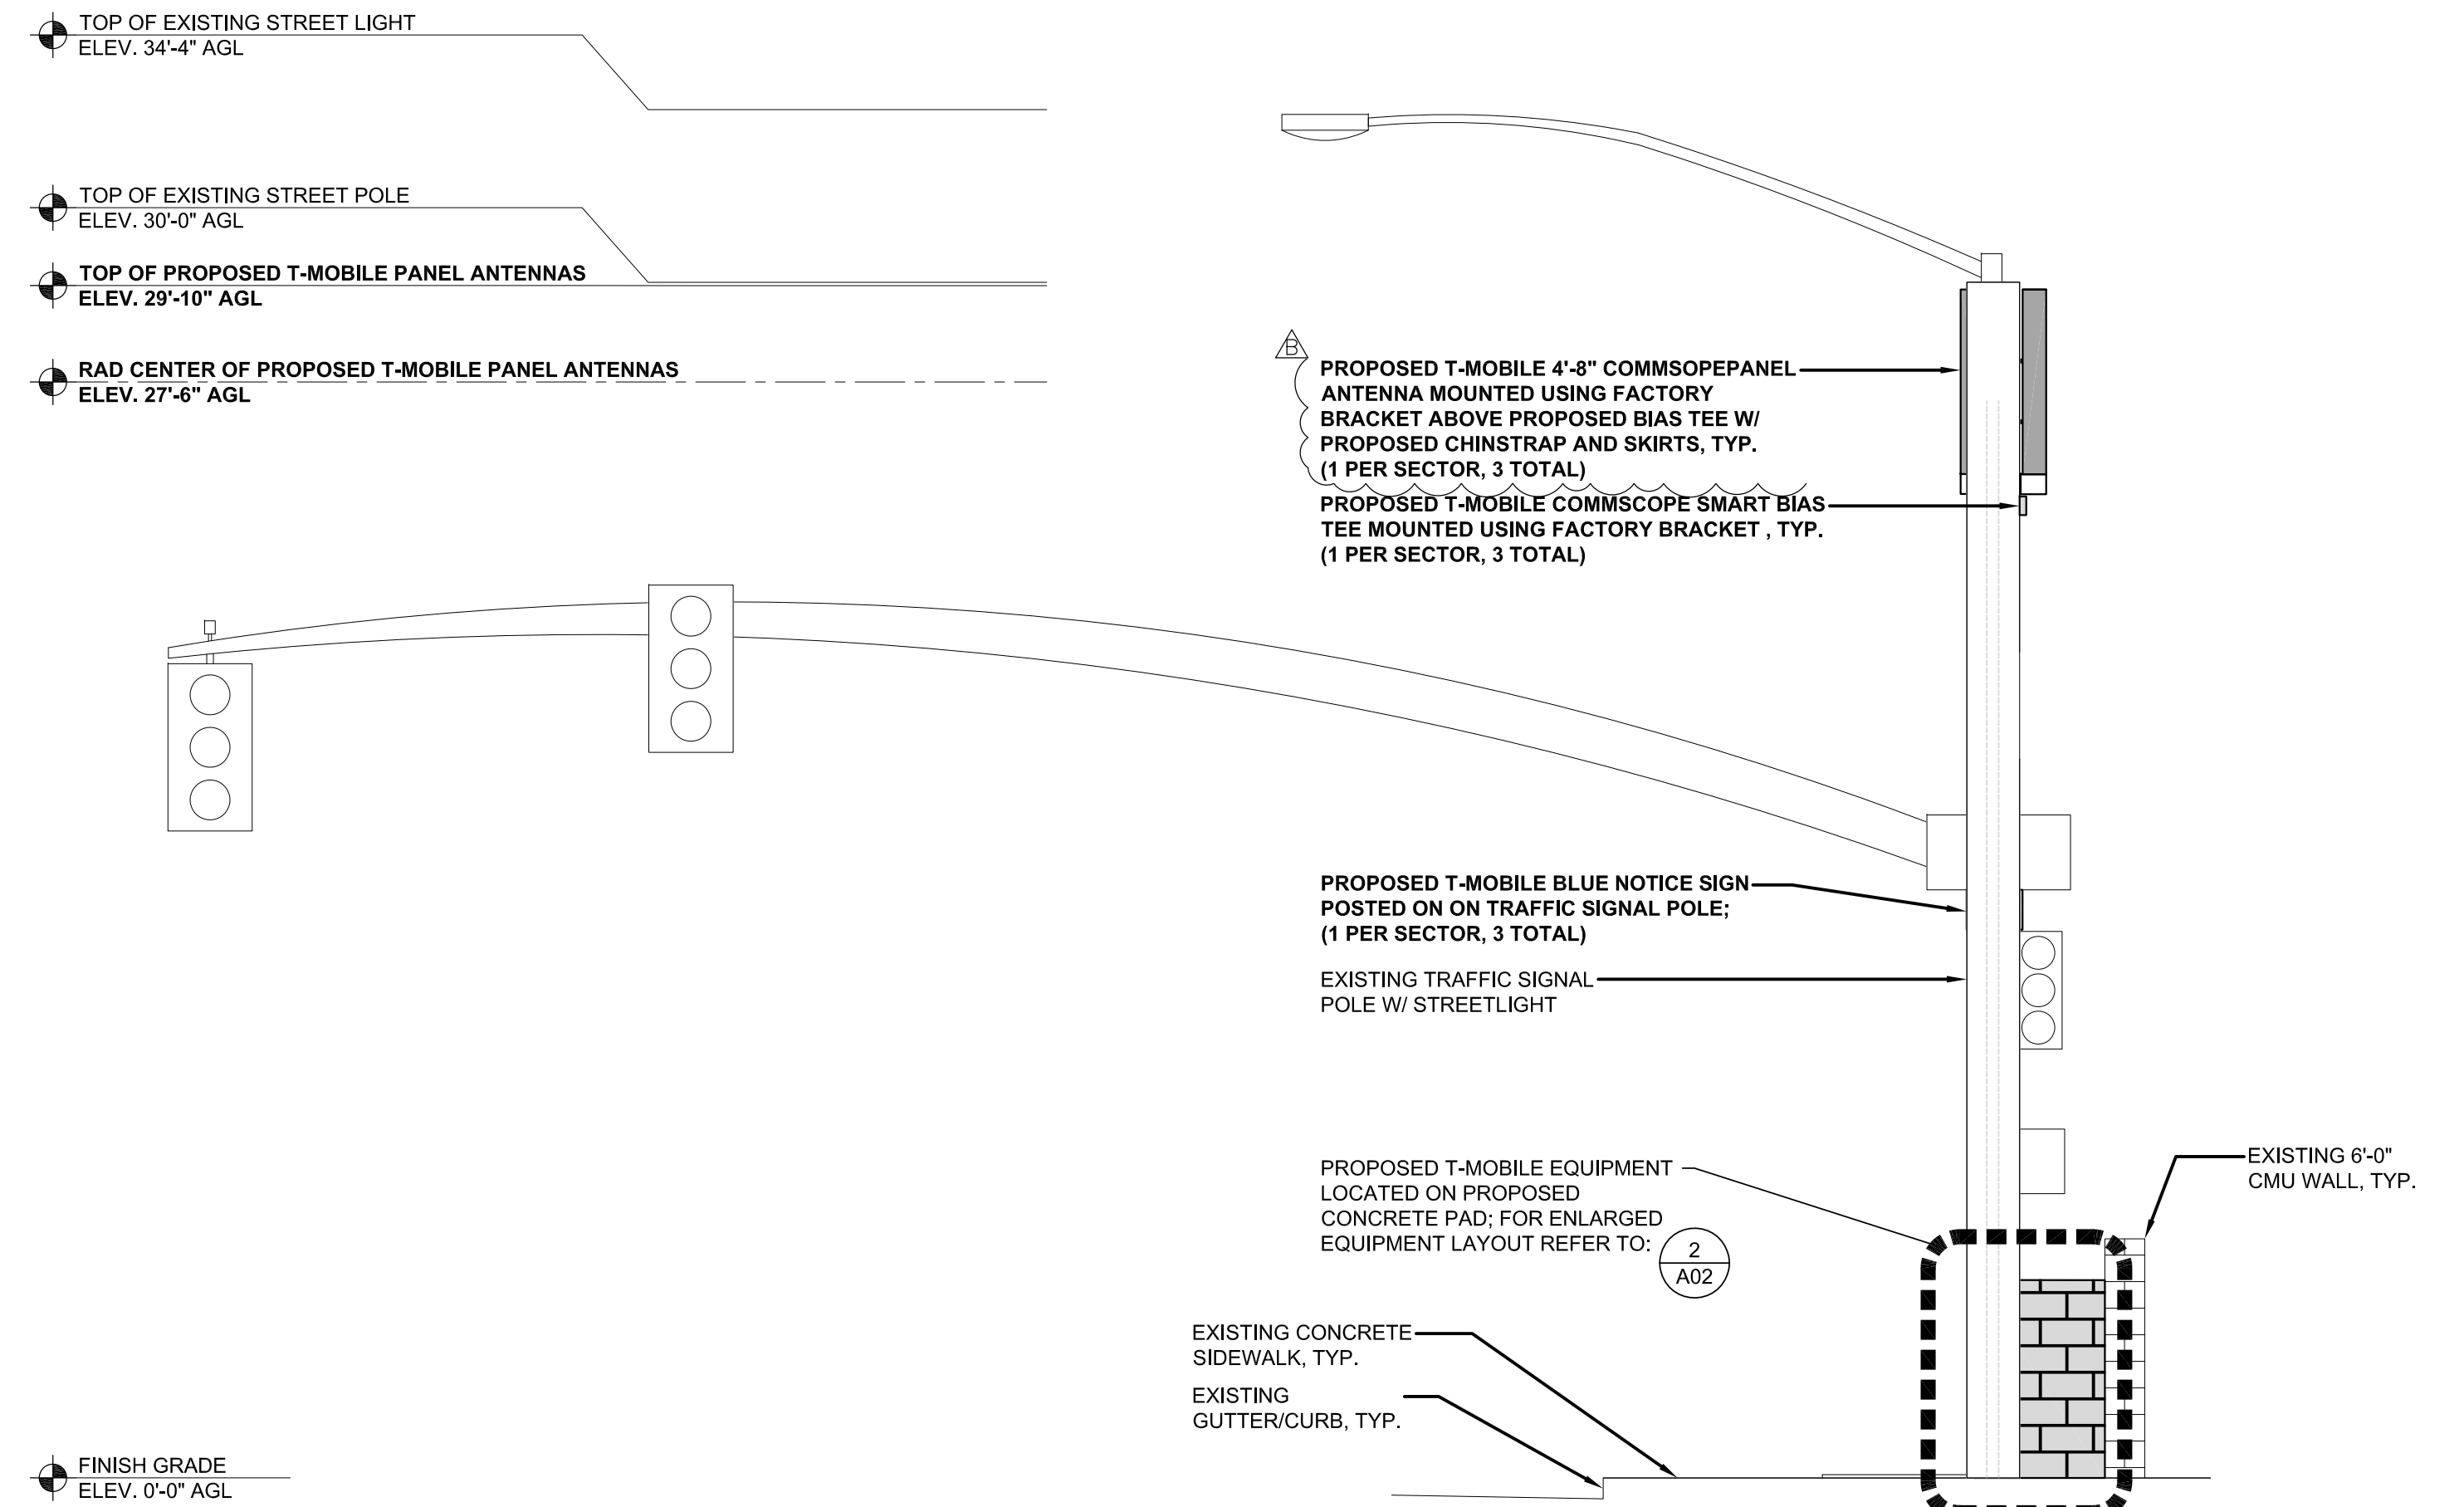 TOP OF EXISTING STREET LIGHT
ELEV. 34'-4" AGL
TOP OF EXISTING STREET POLE
ELEV. 30'-0" AGL
TOP OF PROPOSED T-MOBILE PANEL ANTENNAS
ELEV. 29'-10" AGL
RAD CENTER OF PROPOSED T-MOBILE PANEL ANTENNAS
ELEV. 27'-6" AGL
B
PROPOSED T-MOBILE 4'-8" COMMSOPEPANEL
ANTENNA MOUNTED USING FACTORY
BRACKET ABOVE PROPOSED BIAS TEE W/
PROPOSED CHINSTRAP AND SKIRTS, TYP.
(1 PER SECTOR, 3 TOTAL)
PROPOSED T-MOBILE COMMSCOPE SMART BIAS
TEE MOUNTED USING FACTORY BRACKET , TYP.
(1 PER SECTOR, 3 TOTAL)
PROPOSED T-MOBILE BLUE NOTICE SIGN
POSTED ON ON TRAFFIC SIGNAL POLE;
(1 PER SECTOR, 3 TOTAL)
EXISTING TRAFFIC SIGNAL
POLE W/ STREETLIGHT
PROPOSED T-MOBILE EQUIPMENT
LOCATED ON PROPOSED
CONCRETE PAD; FOR ENLARGED
EQUIPMENT LAYOUT REFER TO:
2
A02
EXISTING 6'-0"
CMU WALL, TYP.
EXISTING CONCRETE
SIDEWALK, TYP.
EXISTING
GUTTER/CURB, TYP.
FINISH GRADE
ELEV. 0'-0" AGL